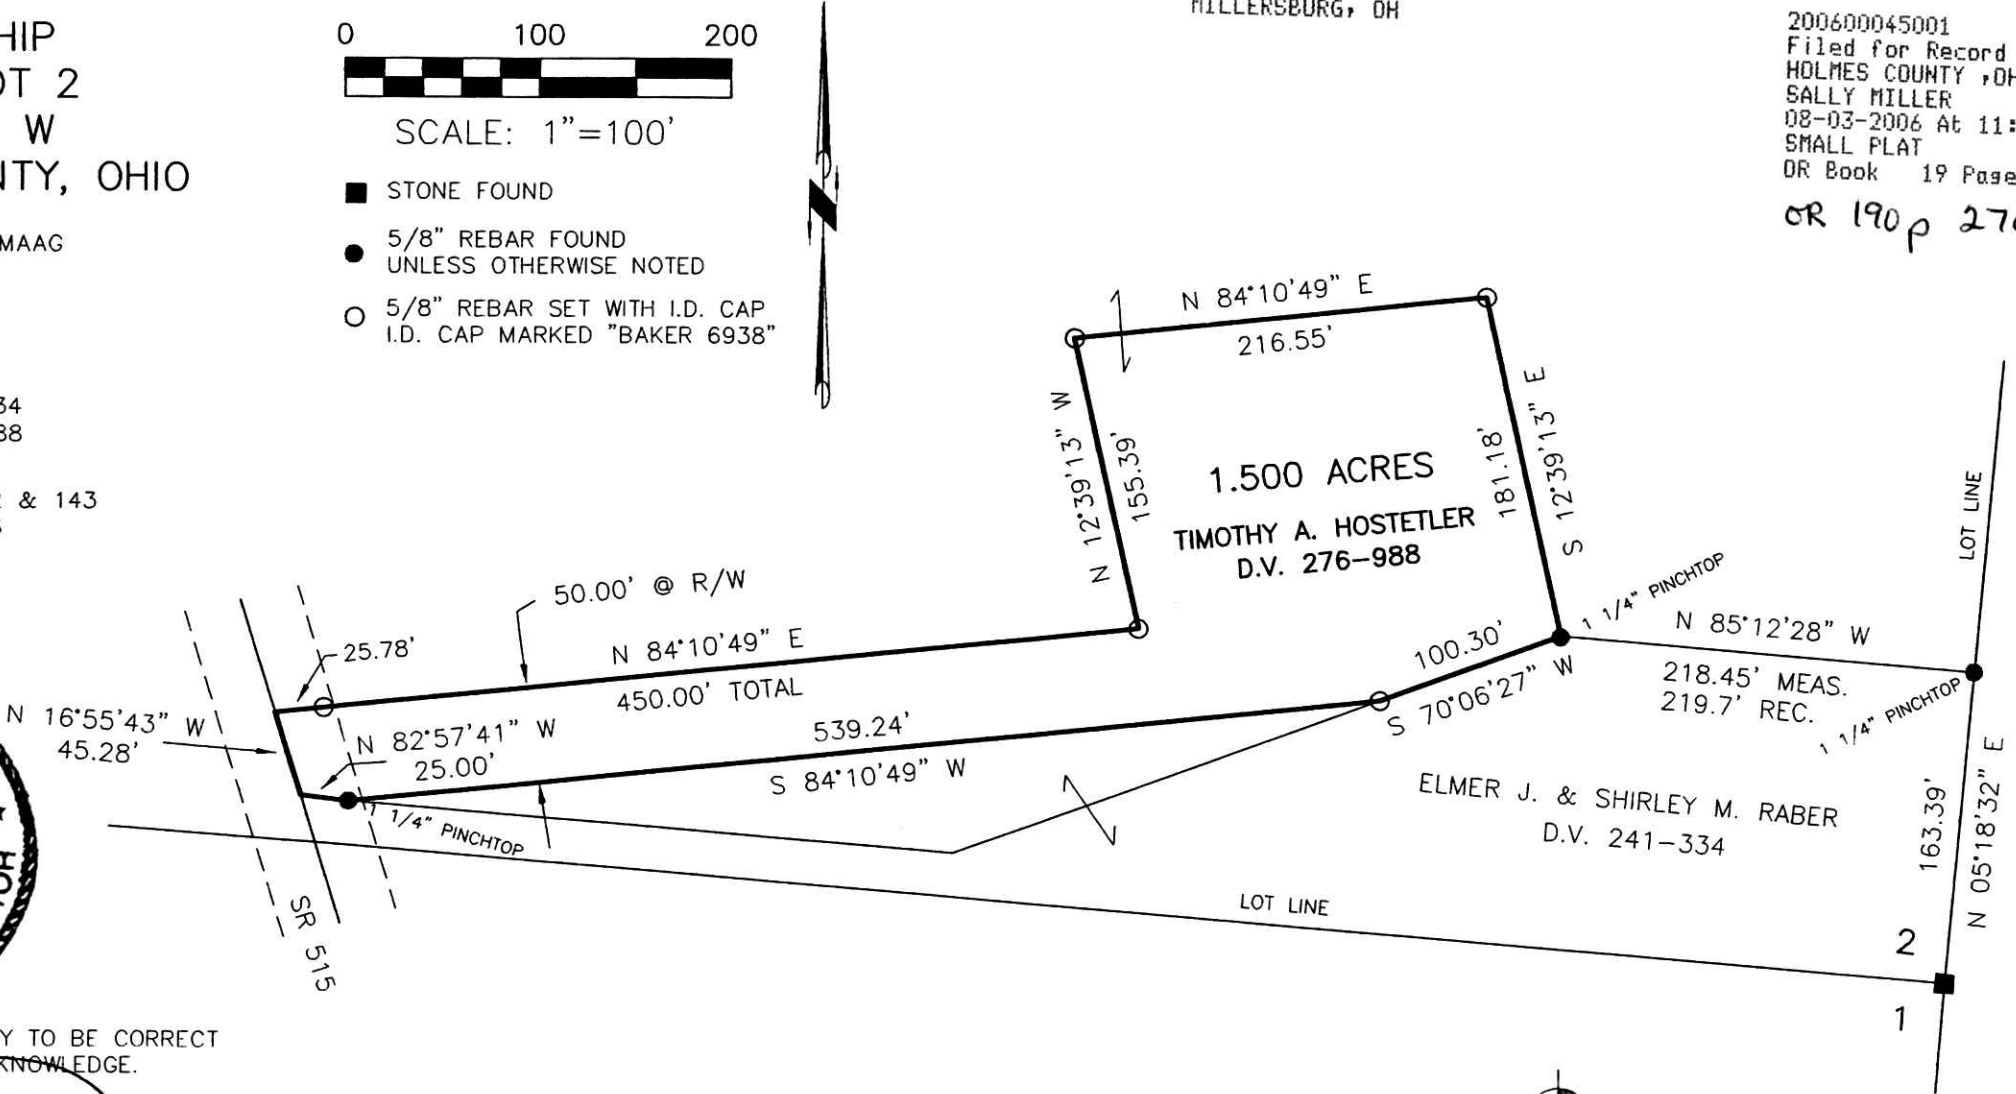 MILLERSBURG, OH
HIP
OT 2
W
NTY, OHIO
MAAG
34
88
& 143
0 100 200
SCALE: 1"=100'
STONE FOUND
5/8" REBAR FOUND
UNLESS OTHERWISE NOTED
5/8" REBAR SET WITH I.D. CAP
I.D. CAP MARKED "BAKER 6938"
200600045001
Filed for Record
HOLMES COUNTY ,OH
SALLY MILLER
08-03-2006 At 11:
SMALL PLAT
OR Book 19 Page
OR 190 p 276
N 84°10'49" E
216.55'
N 12°39'13" W
155.39'
181.18'
S 12°39'13" E
1.500 ACRES
TIMOTHY A. HOSTETLER
D.V. 276-988
LOT LINE
1 1/4" PINCHTOP
N 85°12'28" W
218.45' MEAS.
219.7' REC.
1 1/4" PINCHTOP
100.30'
S 70°06'27" W
50.00' @ R/W
25.78'
N 84°10'49" E
450.00' TOTAL
N 16°55'43" W
45.28'
N 82°57'41" W
25.00'
539.24'
S 84°10'49" W
1 1/4" PINCHTOP
ELMER J. & SHIRLEY M. RABER
D.V. 241-334
163.39'
N 05°18'32" E
LOT LINE
SR 515
2
1
Y TO BE CORRECT
KNOWLEDGE.